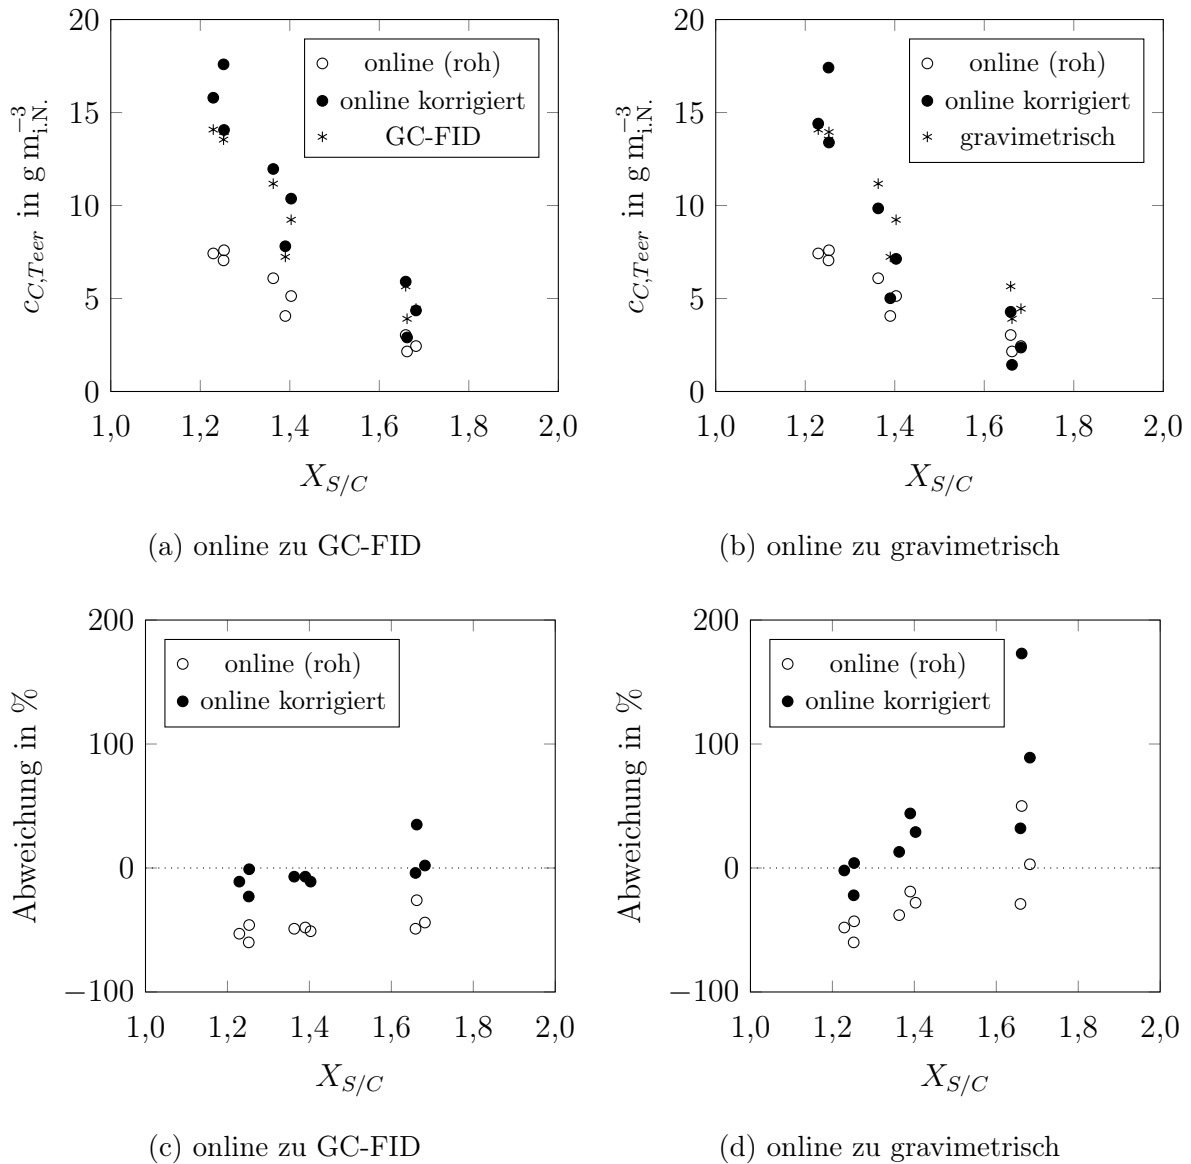 20
15
10
5
0
c_{C,Teer} in g m_{i.N.}^{−3}
1,0 1,2 1,4 1,6 1,8 2,0
X_{S/C}
online (roh)
online korrigiert
GC-FID
(a) online zu GC-FID
20
15
10
5
0
c_{C,Teer} in g m_{i.N.}^{−3}
1,0 1,2 1,4 1,6 1,8 2,0
X_{S/C}
online (roh)
online korrigiert
gravimetrisch
(b) online zu gravimetrisch
200
100
0
−100
Abweichung in %
1,0 1,2 1,4 1,6 1,8 2,0
X_{S/C}
online (roh)
online korrigiert
(c) online zu GC-FID
200
100
0
−100
Abweichung in %
1,0 1,2 1,4 1,6 1,8 2,0
X_{S/C}
online (roh)
online korrigiert
(d) online zu gravimetrisch